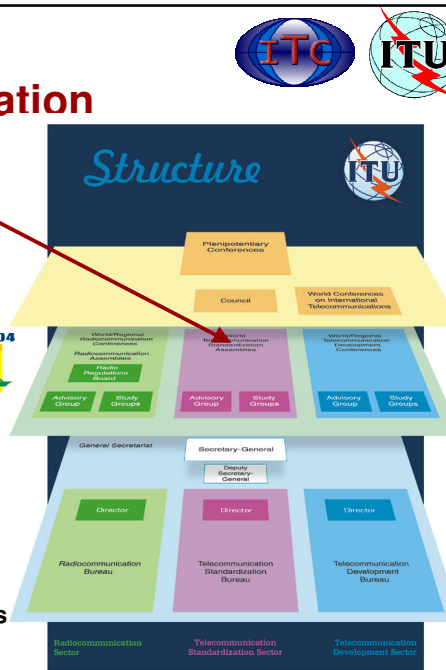 ITC
ITU
ation
Structure
ITU
Plenipotentiary
Conferences
Council
World Conferences
on International
Telecommunications
04
World/Regional
Radiocommunication
Conferences
Radiocommunication
Assemblies
Radio
Regulations
Board
Advisory
Group
Study
Groups
World
Telecommunication
Standardization
Assemblies
Advisory
Group
Study
Groups
World/Regional
Telecommunication
Development
Conferences
Advisory
Group
Study
Groups
General Secretariat
Secretary-General
Deputy
Secretary-
General
Director
Radiocommunication
Bureau
Director
Telecommunication
Standardization
Bureau
Director
Telecommunication
Development
Bureau
s
Radiocommunication
Sector
Telecommunication
Standardization Sector
Telecommunication
Development Sector